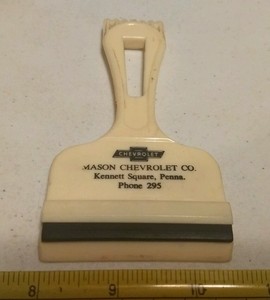 CHEVROLET
MASON CHEVROLET CO.
Kennett Square, Penna.
Phone 295
8 9 10